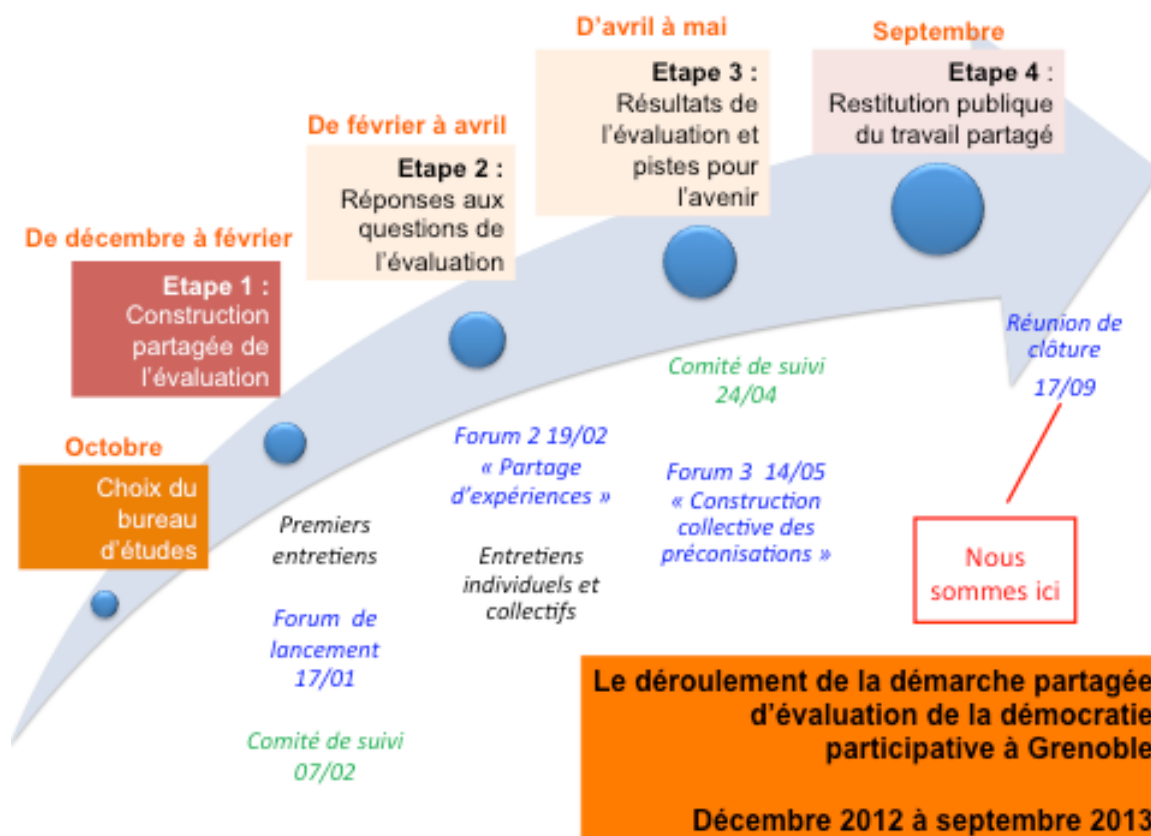 Octobre
Choix du
bureau
d'études
De décembre à février
Etape 1 :
Construction
partagée de
l'évaluation
Premiers
entretiens
Forum de
lancement
17/01
Comité de suivi
07/02
De février à avril
Etape 2 :
Réponses aux
questions de
l'évaluation
Forum 2 19/02
« Partage
d'expériences »
Entretiens
individuels et
collectifs
D'avril à mai
Etape 3 :
Résultats de
l'évaluation et
pistes pour
l'avenir
Comité de suivi
24/04
Forum 3 14/05
« Construction
collective des
préconisations »
Septembre
Etape 4 :
Restitution publique
du travail partagé
Réunion de
clôture
17/09
Nous
sommes ici
Le déroulement de la démarche partagée
d'évaluation de la démocratie
participative à Grenoble
Décembre 2012 à septembre 2013